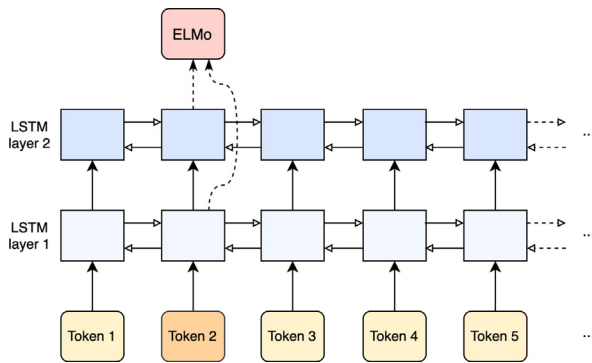 ELMo
LSTM
layer 2
..
LSTM
layer 1
..
Token 1
Token 2
Token 3
Token 4
Token 5
..